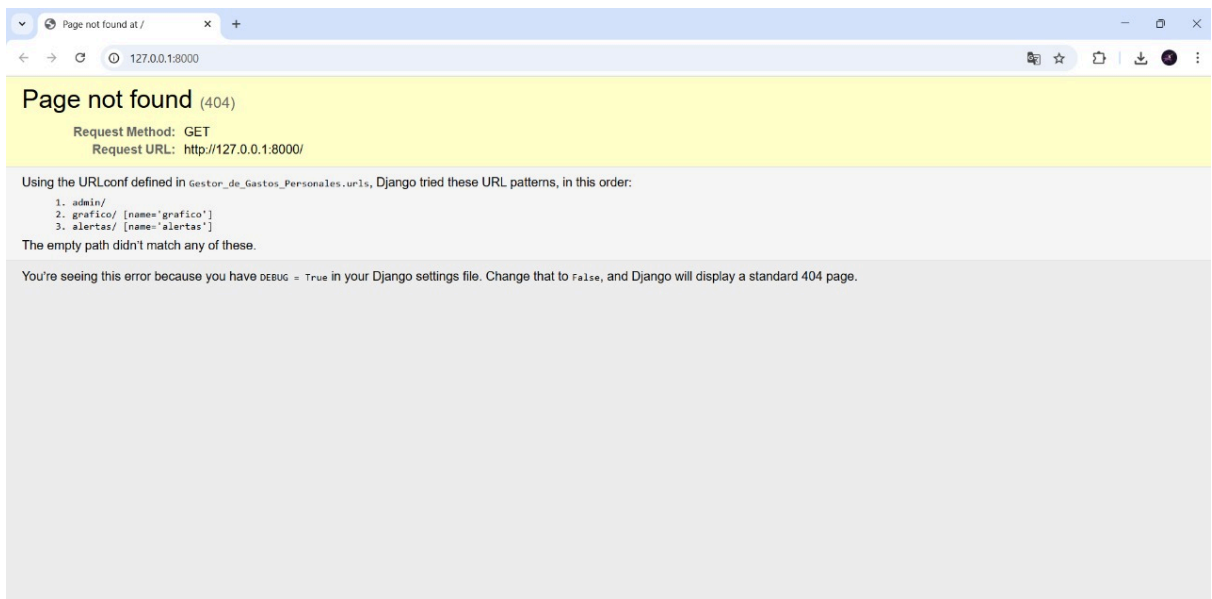 Page not found at /
127.0.0.1:8000
Page not found (404)
Request Method: GET
Request URL: http://127.0.0.1:8000/
Using the URLconf defined in Gestor_de_Gastos_Personales.urls, Django tried these URL patterns, in this order:
1. admin/
2. grafico/ [name='grafico']
3. alertas/ [name='alertas']
The empty path didn't match any of these.
You're seeing this error because you have DEBUG = True in your Django settings file. Change that to False, and Django will display a standard 404 page.